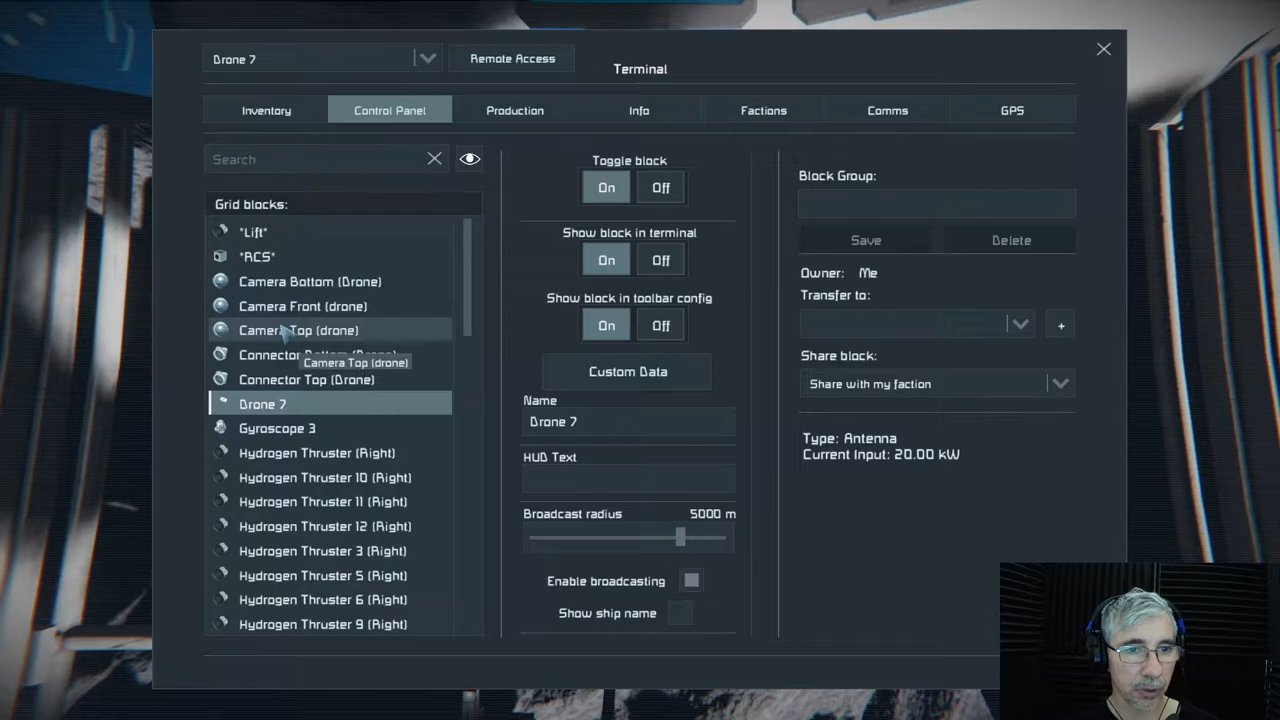 Drone 7
Remote Access
Terminal
Inventory
Control Panel
Production
Info
Factions
Comms
GPS
Search
Grid blocks:
*Lift*
*RCS*
Camera Bottom (Drone)
Camera Front (drone)
Camera Top (drone)
Connector Bottom (Drone)
Camera Top (drone)
Connector Top (Drone)
Drone 7
Gyroscope 3
Hydrogen Thruster (Right)
Hydrogen Thruster 10 (Right)
Hydrogen Thruster 11 (Right)
Hydrogen Thruster 12 (Right)
Hydrogen Thruster 3 (Right)
Hydrogen Thruster 5 (Right)
Hydrogen Thruster 6 (Right)
Hydrogen Thruster 9 (Right)
Toggle block
On Off
Show block in terminal
On Off
Show block in toolbar config
On Off
Custom Data
Name
Drone 7
HUD Text
Broadcast radius 5000 m
Enable broadcasting
Show ship name
Block Group:
Save Delete
Owner: Me
Transfer to:
+
Share block:
Share with my faction
Type: Antenna
Current Input: 20.00 kW